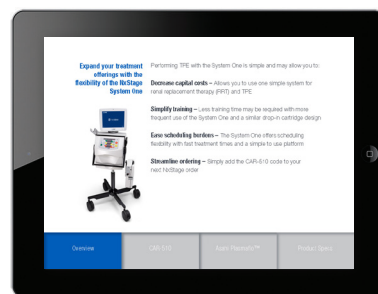 Expand your treatment
offerings with the
flexibility of the NxStage
System One
Performing TPE with the System One is simple and may allow you to:
Decrease capital costs – Allows you to use one simple system for
renal replacement therapy (RRT) and TPE
Simplify training – Less training time may be required with more
frequent use of the System One and a similar drop-in cartridge design
Ease scheduling burdens – The System One offers scheduling
flexibility with fast treatment times and a simple to use platform
Streamline ordering – Simply add the CAR-510 code to your
next NxStage order
Overview
CAR-510
Product Specs